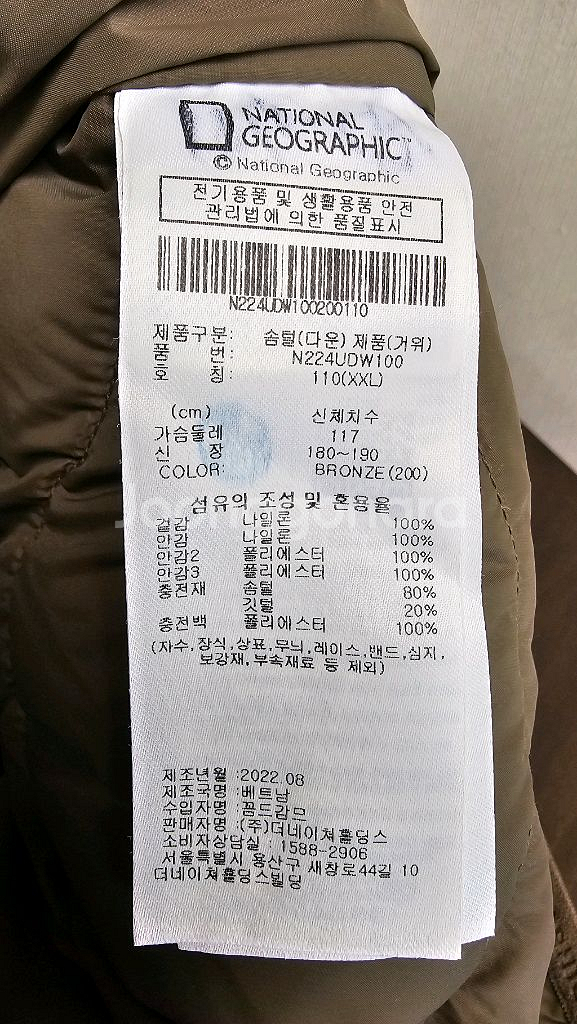 NATIONAL
GEOGRAPHIC™
© National Geographic
전기용품 및 생활용품 안전
관리법에 의한 품질표시
N224UDW100200110
제품구분: 솜털(다운) 제품(거위)
품 번: N224UDW100
호 칭: 110(XXL)
(cm) 신체치수
가슴둘레 117
신 장 180~190
COLOR: BRONZE(200)
섬유의 조성 및 혼용율
겉감 나일론 100%
안감 나일론 100%
안감2 폴리에스터 100%
안감3 폴리에스터 100%
충전재 솜털 80%
깃털 20%
충전백 폴리에스터 100%
(자수,장식,상표,무늬,레이스,밴드,심지,
보강재,부속재료 등 제외)
제조년월 :2022.08
제조국명 :베트남
수입자명 :꼼드감므
판매자명 :(주)더네이쳐홀딩스
소비자상담실 : 1588-2906
서울특별시 용산구 새창로44길 10
더네이쳐홀딩스빌딩